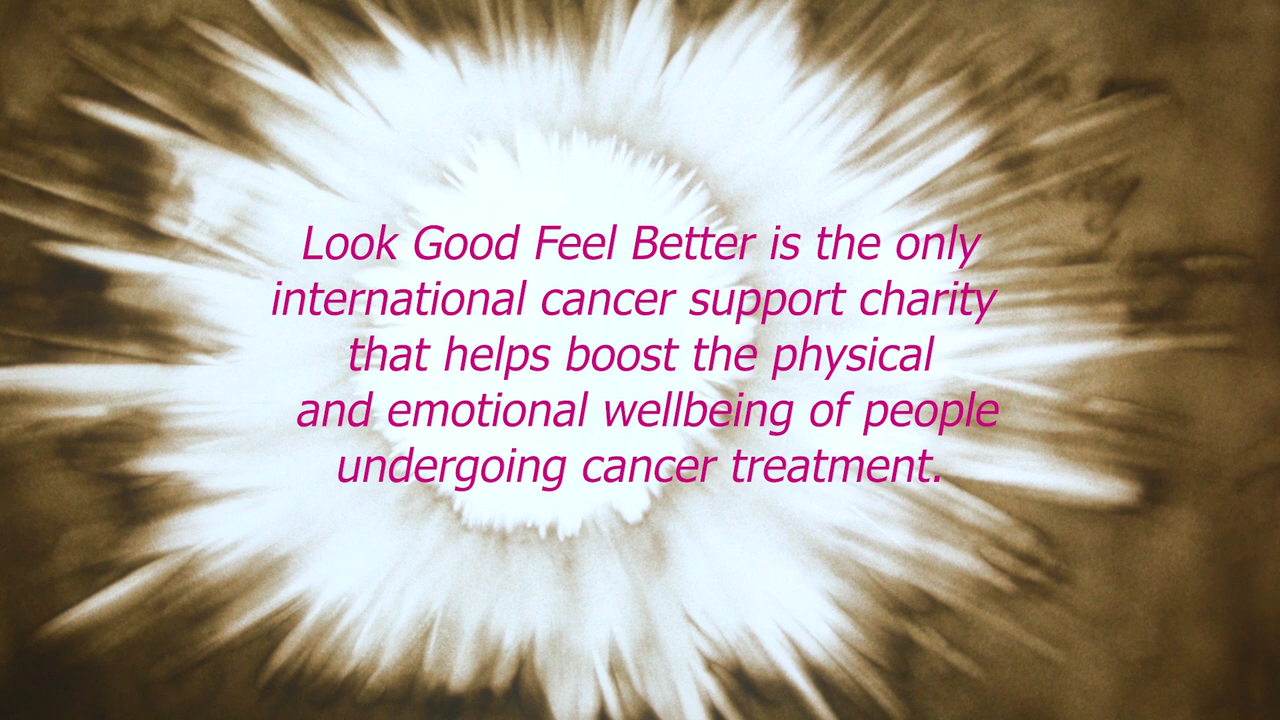 Look Good Feel Better is the only
international cancer support charity
that helps boost the physical
and emotional wellbeing of people
undergoing cancer treatment.